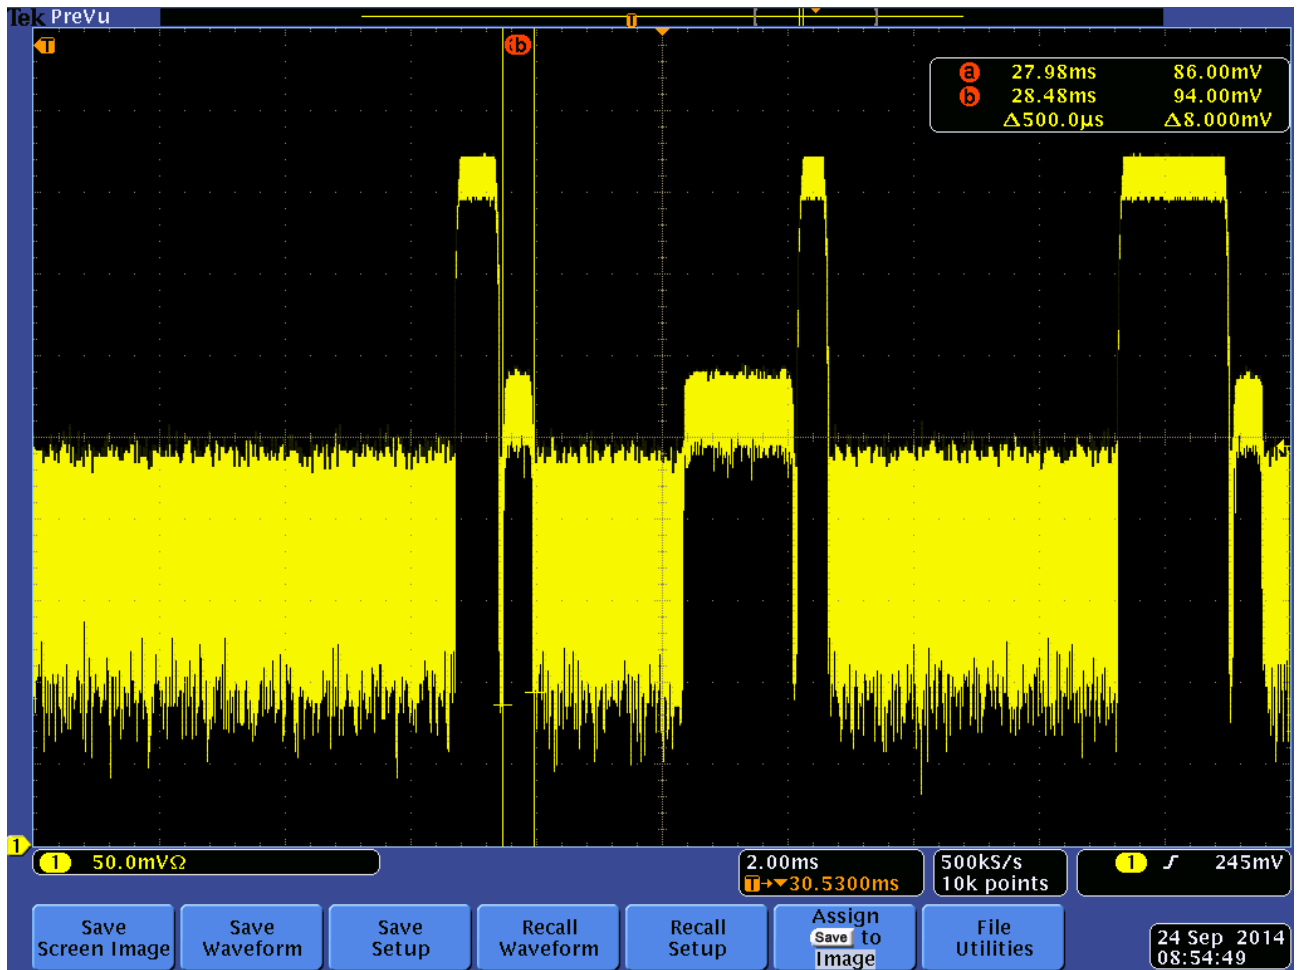 Tek PreVu
T
T
b
a 27.98ms 86.00mV
b 28.48ms 94.00mV
Δ500.0µs Δ8.000mV
1
1 50.0mVΩ
2.00ms
T→▼30.5300ms
500kS/s
10k points
1 245mV
Save
Screen Image
Save
Waveform
Save
Setup
Recall
Waveform
Recall
Setup
Assign
Save to
Image
File
Utilities
24 Sep 2014
08:54:49